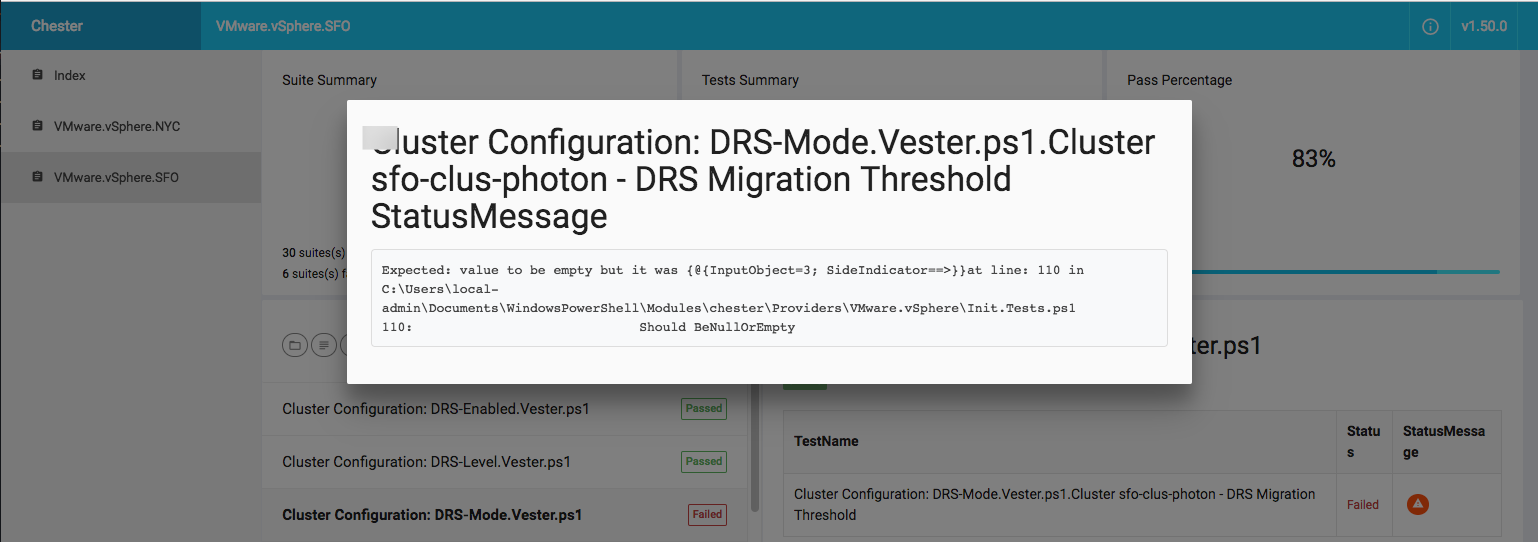 Chester
VMware.vSphere.SFO
v1.50.0
Index
VMware.vSphere.NYC
VMware.vSphere.SFO
Suite Summary
Tests Summary
Pass Percentage
83%
30 suites(s)
6 suites(s)
Cluster Configuration: DRS-Mode.Vester.ps1.Cluster
sfo-clus-photon - DRS Migration Threshold
StatusMessage
Expected: value to be empty but it was {@{InputObject=3; SideIndicator==>}}at line: 110 in
C:\Users\local-
admin\Documents\WindowsPowerShell\Modules\chester\Providers\VMware.vSphere\Init.Tests.ps1
110: Should BeNullOrEmpty
ter.ps1
Cluster Configuration: DRS-Enabled.Vester.ps1 Passed
Cluster Configuration: DRS-Level.Vester.ps1 Passed
Cluster Configuration: DRS-Mode.Vester.ps1 Failed
TestName
Statu
s
StatusMessa
ge
Cluster Configuration: DRS-Mode.Vester.ps1.Cluster sfo-clus-photon - DRS Migration
Threshold
Failed